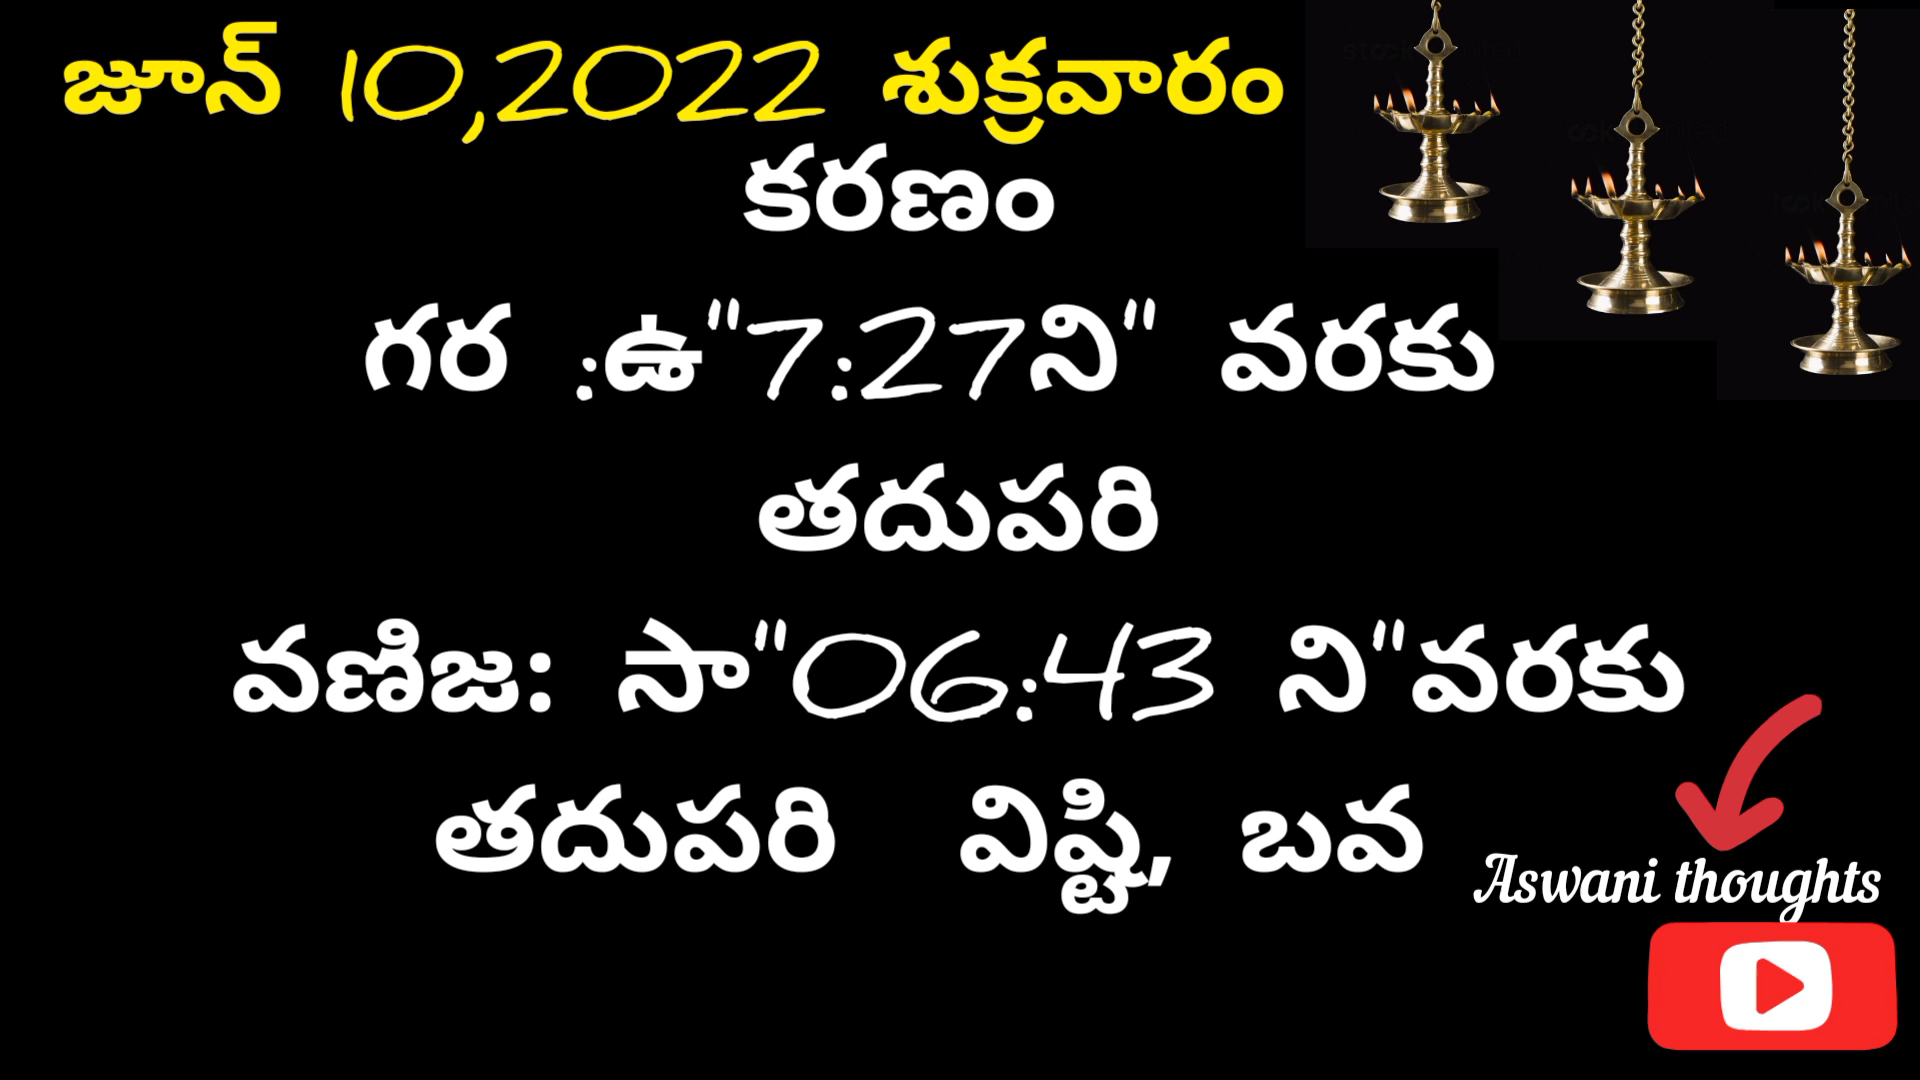 జూన్ 10,2022 శుక్రవారం
కరణం
గర :ఉ"7:27ని" వరకు
తదుపరి
వణిజ: సా"06:43 ని"వరకు
తదుపరి విష్టి, బవ
Aswani thoughts